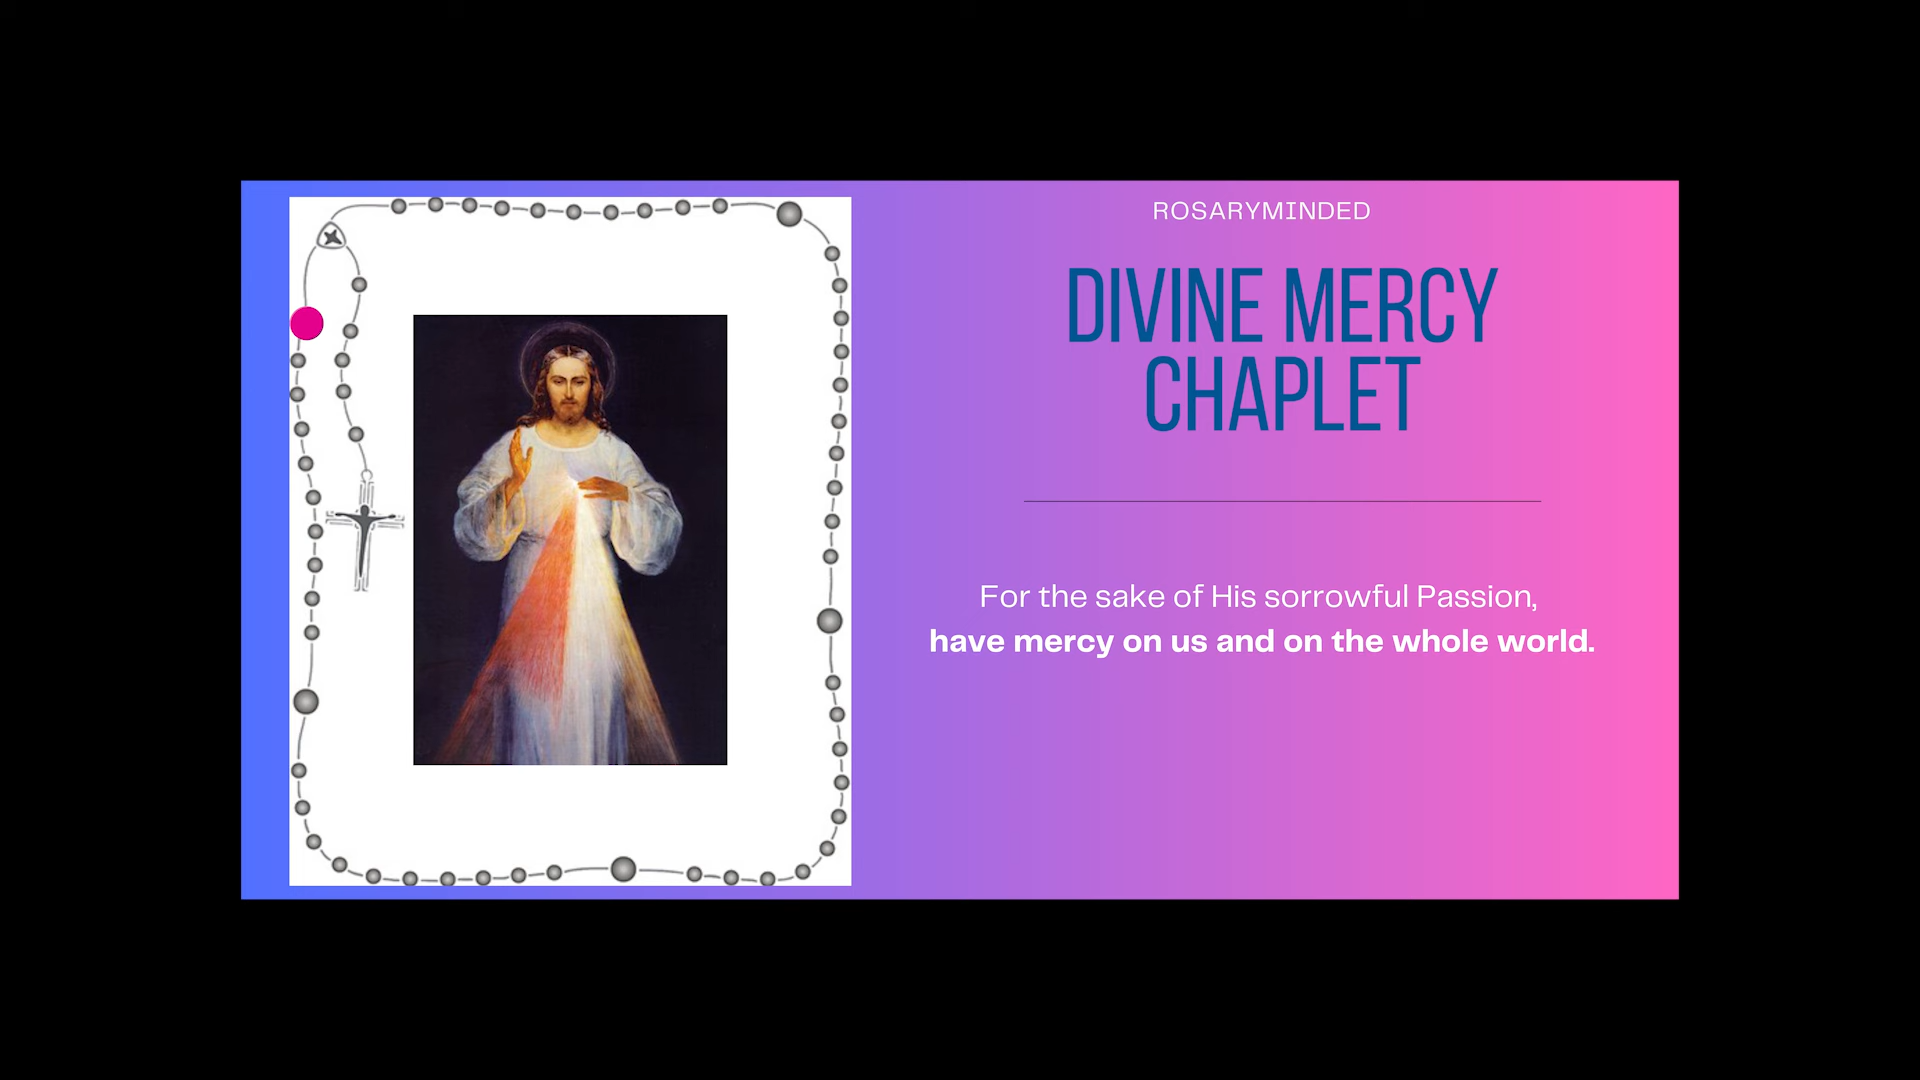 ROSARYMINDED
DIVINE MERCY
CHAPLET
For the sake of His sorrowful Passion,
have mercy on us and on the whole world.